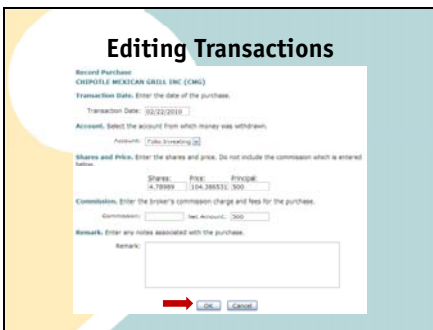 Editing Transactions
Record Purchase
CHIPOTLE MEXICAN GRILL INC (CMG)
Transaction Date. Enter the date of the purchase.
Transaction Date: 02/22/2010
Account. Select the account from which money was withdrawn.
Account: Folio Investing
Shares and Price. Enter the shares and price. Do not include the commission which is entered
below.
Shares: Price: Principal:
4.78989 104.386531 500
Commission. Enter the broker's commission charge and fees for the purchase.
Commission: Net Amount: 500
Remark. Enter any notes associated with the purchase.
Remark:
OK Cancel